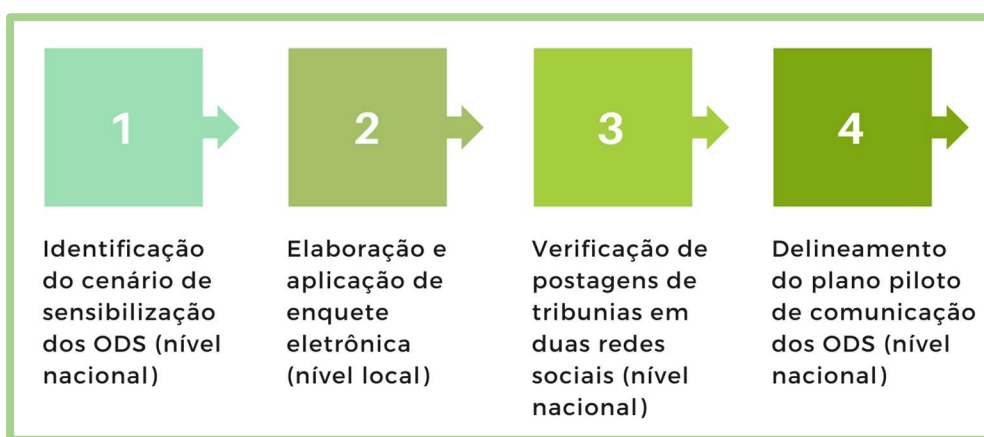 1
Identificação
do cenário de
sensibilização
dos ODS (nível
nacional)
2
Elaboração e
aplicação de
enquete
eletrônica
(nível local)
3
Verificação de
postagens de
tribunias em
duas redes
sociais (nível
nacional)
4
Delineamento
do plano piloto
de comunicação
dos ODS (nível
nacional)